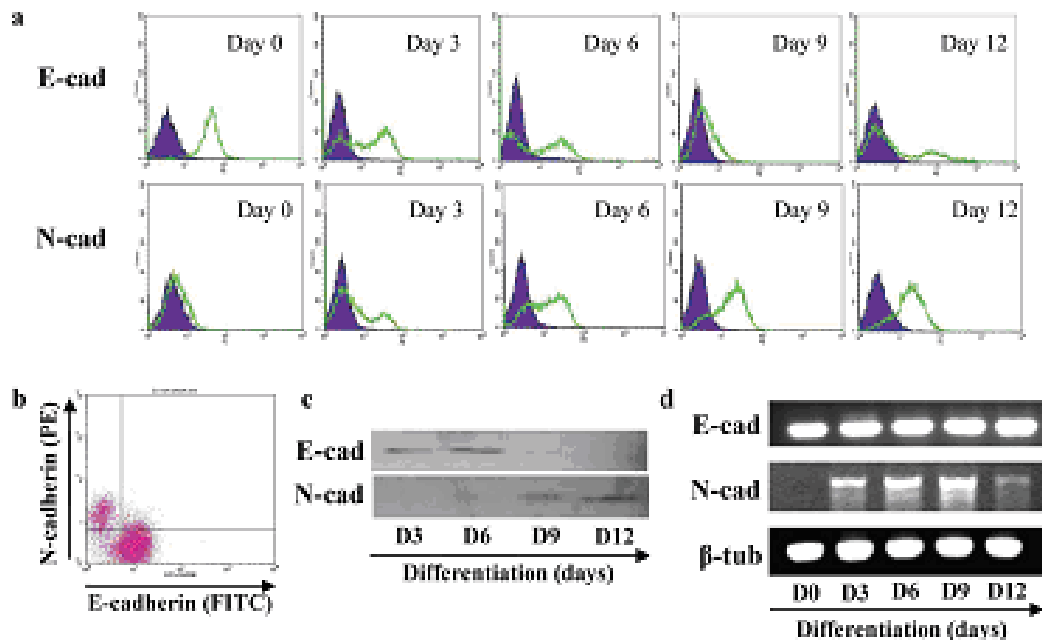 a
E-cad
Day 0
Day 3
Day 6
Day 9
Day 12
N-cad
Day 0
Day 3
Day 6
Day 9
Day 12
b
N-cadherin (PE)
E-cadherin (FITC)
c
E-cad
N-cad
D3 D6 D9 D12
Differentiation (days)
d
E-cad
N-cad
β-tub
D0 D3 D6 D9 D12
Differentiation (days)